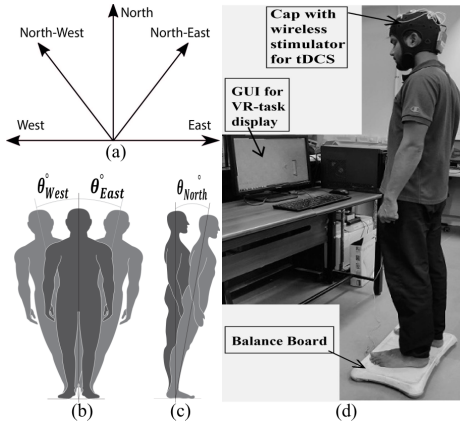 North
North-West
North-East
West
East
(a)
θ°West
θ°East
θ°North
(b)
(c)
Cap with
wireless
stimulator
for tDCS
GUI for
VR-task
display
Balance Board
(d)